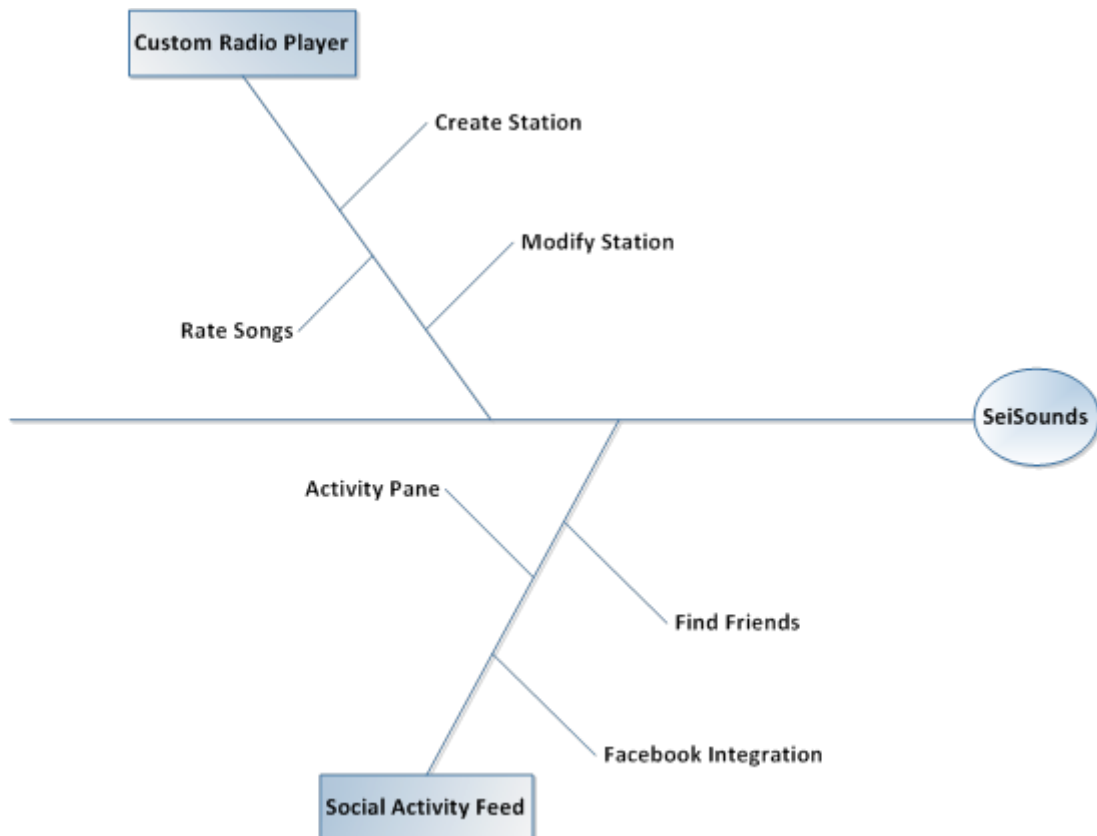 Custom Radio Player
Create Station
Modify Station
Rate Songs
SeiSounds
Activity Pane
Find Friends
Facebook Integration
Social Activity Feed